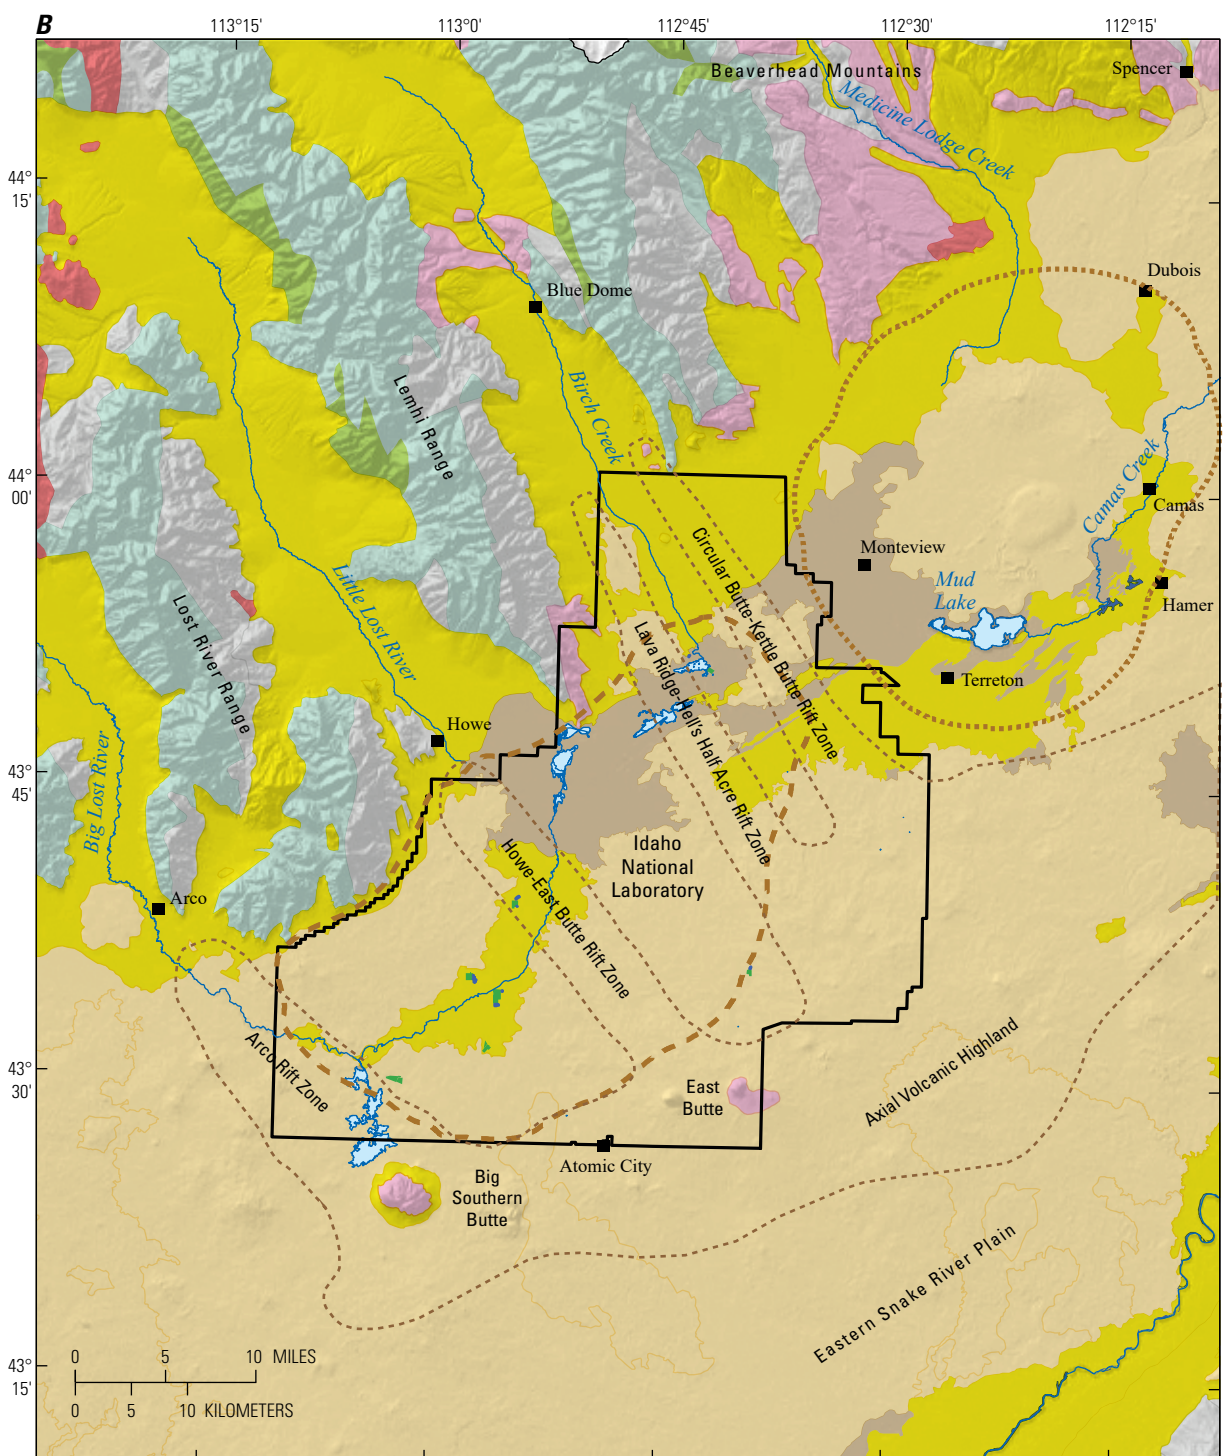 B
113°15'
113°0'
112°45'
112°30'
112°15'
Beaverhead Mountains
Spencer
Medicine Lodge Creek
44°
15'
Dubois
Blue Dome
Birch Creek
Lemhi Range
44°
00'
Camas Creek
Camas
Circular Butte-Kettle Butte Rift Zone
Monteview
Mud
Lake
Hamer
Little Lost River
Lost River Range
Lava Ridge-Hell's Half Acre Rift Zone
Terreton
Howe
43°
45'
Big Lost River
Idaho
National
Laboratory
Howe-East Butte Rift Zone
Arco
43°
30'
Arco Rift Zone
East
Butte
Axial Volcanic Highland
Atomic City
Big
Southern
Butte
Eastern Snake River Plain
43°
15'
0 5 10 MILES
0 5 10 KILOMETERS